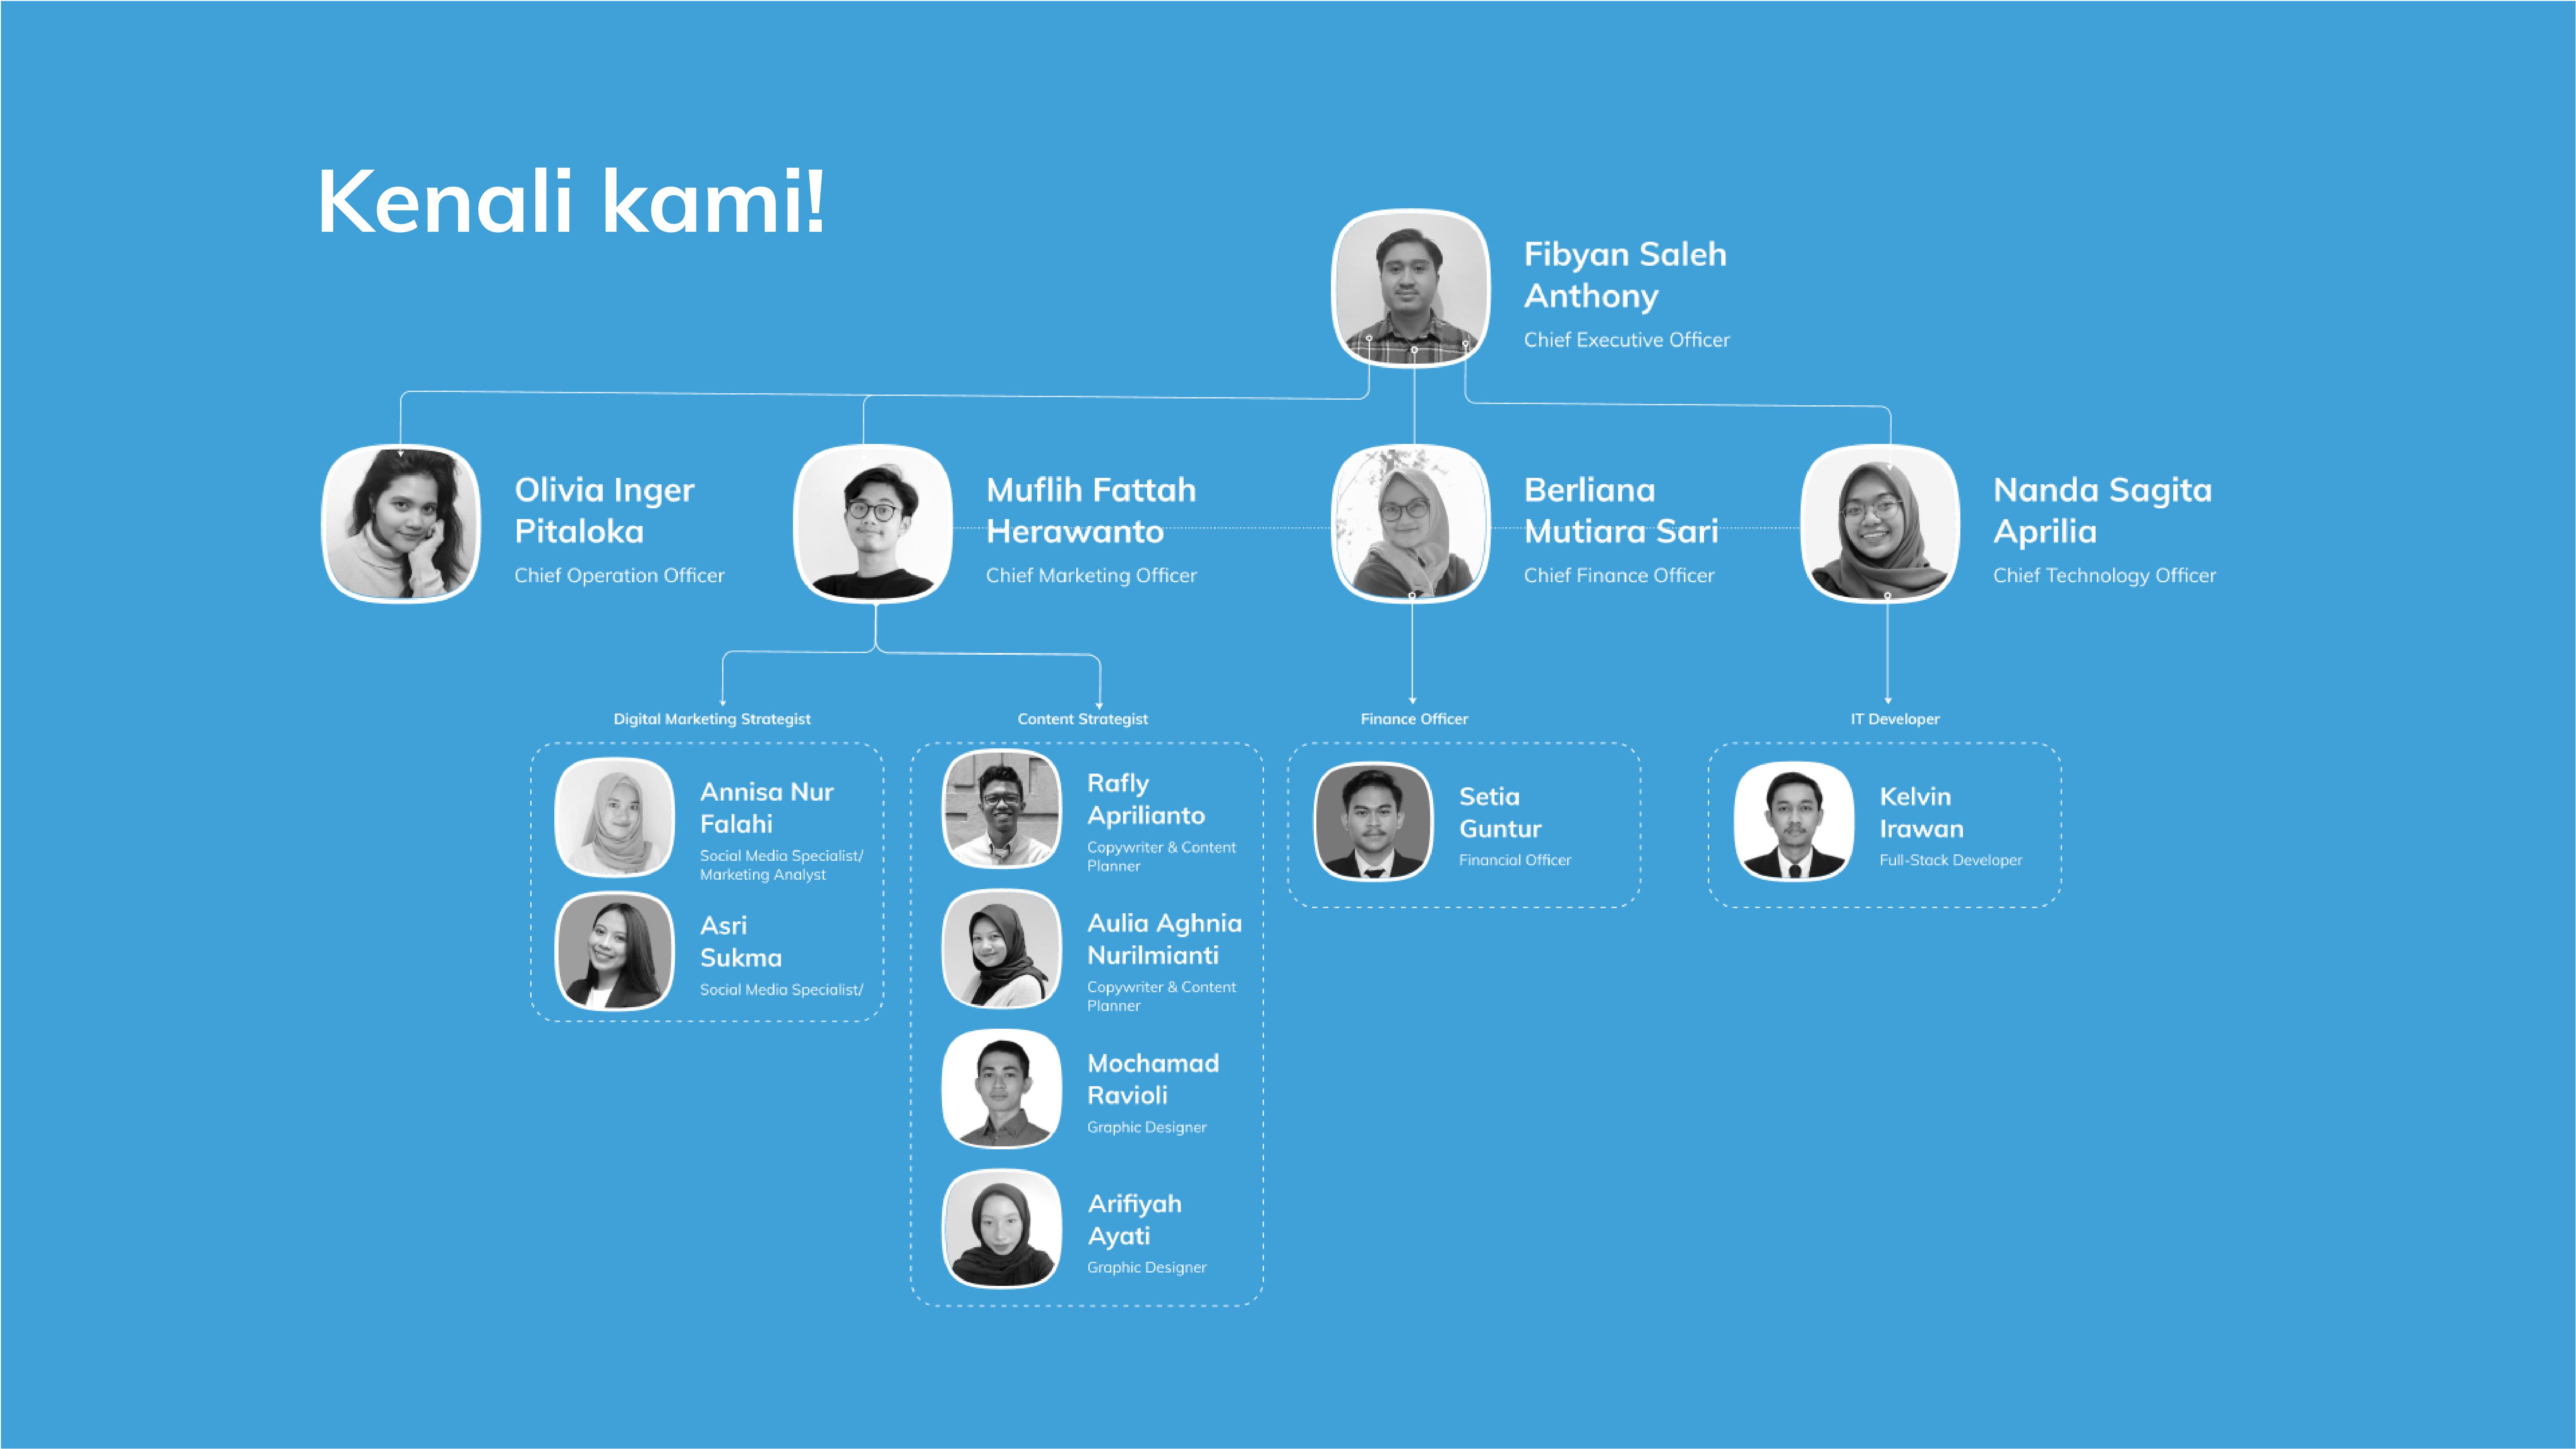 Kenali kami!
Fibyan Saleh
Anthony
Chief Executive Officer
Olivia Inger
Pitaloka
Chief Operation Officer
Muflih Fattah
Herawanto
Chief Marketing Officer
Berliana
Mutiara Sari
Chief Finance Officer
Nanda Sagita
Aprilia
Chief Technology Officer
Digital Marketing Strategist
Annisa Nur
Falahi
Social Media Specialist/
Marketing Analyst
Asri
Sukma
Social Media Specialist/
Content Strategist
Rafly
Aprilianto
Copywriter & Content
Planner
Aulia Aghnia
Nurilmianti
Copywriter & Content
Planner
Mochamad
Ravioli
Graphic Designer
Arifiyah
Ayati
Graphic Designer
Finance Officer
Setia
Guntur
Financial Officer
IT Developer
Kelvin
Irawan
Full-Stack Developer